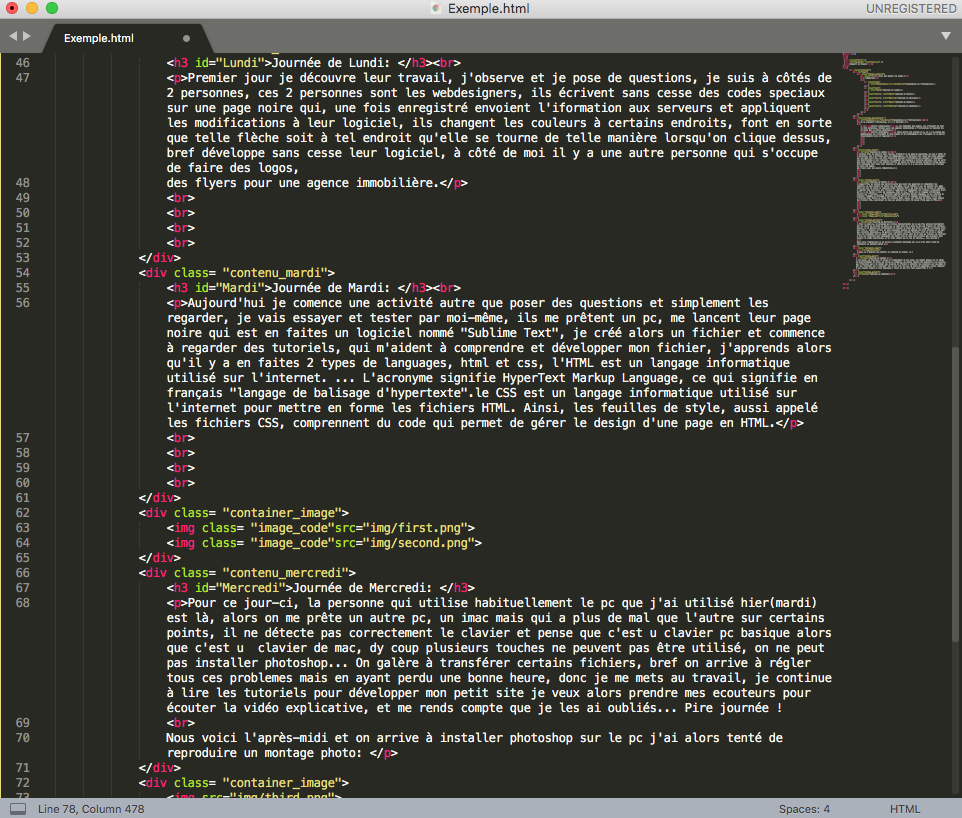 Exemple.html
UNREGISTERED
Exemple.html
46 <h3 id="Lundi">Journée de Lundi: </h3><br>
47 <p>Premier jour je découvre leur travail, j'observe et je pose de questions, je suis à côtés de
2 personnes, ces 2 personnes sont les webdesigners, ils écrivent sans cesse des codes speciaux
sur une page noire qui, une fois enregistré envoient l'iformation aux serveurs et appliquent
les modifications à leur logiciel, ils changent les couleurs à certains endroits, font en sorte
que telle flèche soit à tel endroit qu'elle se tourne de telle manière lorsqu'on clique dessus,
bref développe sans cesse leur logiciel, à côté de moi il y a une autre personne qui s'occupe
de faire des logos,
48 des flyers pour une agence immobilière.</p>
49 <br>
50 <br>
51 <br>
52 <br>
53 </div>
54 <div class= "contenu_mardi">
55 <h3 id="Mardi">Journée de Mardi: </h3><br>
56 <p>Aujourd'hui je comence une activité autre que poser des questions et simplement les
regarder, je vais essayer et tester par moi-même, ils me prêtent un pc, me lancent leur page
noire qui est en faites un logiciel nommé "Sublime Text", je créé alors un fichier et commence
à regarder des tutoriels, qui m'aident à comprendre et développer mon fichier, j'apprends alors
qu'il y a en faites 2 types de languages, html et css, l'HTML est un langage informatique
utilisé sur l'internet. ... L'acronyme signifie HyperText Markup Language, ce qui signifie en
français "langage de balisage d'hypertexte".le CSS est un langage informatique utilisé sur
l'internet pour mettre en forme les fichiers HTML. Ainsi, les feuilles de style, aussi appelé
les fichiers CSS, comprennent du code qui permet de gérer le design d'une page en HTML.</p>
57 <br>
58 <br>
59 <br>
60 <br>
61 </div>
62 <div class= "container_image">
63 <img class= "image_code"src="img/first.png">
64 <img class= "image_code"src="img/second.png">
65 </div>
66 <div class= "contenu_mercredi">
67 <h3 id="Mercredi">Journée de Mercredi: </h3>
68 <p>Pour ce jour-ci, la personne qui utilise habituellement le pc que j'ai utilisé hier(mardi)
est là, alors on me prête un autre pc, un imac mais qui a plus de mal que l'autre sur certains
points, il ne détecte pas correctement le clavier et pense que c'est u clavier pc basique alors
que c'est u  clavier de mac, dy coup plusieurs touches ne peuvent pas être utilisé, on ne peut
pas installer photoshop... On galère à transférer certains fichiers, bref on arrive à régler
tous ces problemes mais en ayant perdu une bonne heure, donc je me mets au travail, je continue
à lire les tutoriels pour développer mon petit site je veux alors prendre mes ecouteurs pour
écouter la vidéo explicative, et me rends compte que je les ai oubliés... Pire journée !
69 <br>
70 Nous voici l'après-midi et on arrive à installer photoshop sur le pc j'ai alors tenté de
reproduire un montage photo: </p>
71 </div>
72 <div class= "container_image">
73 <img src="img/third.png">
Line 78, Column 478
Spaces: 4
HTML